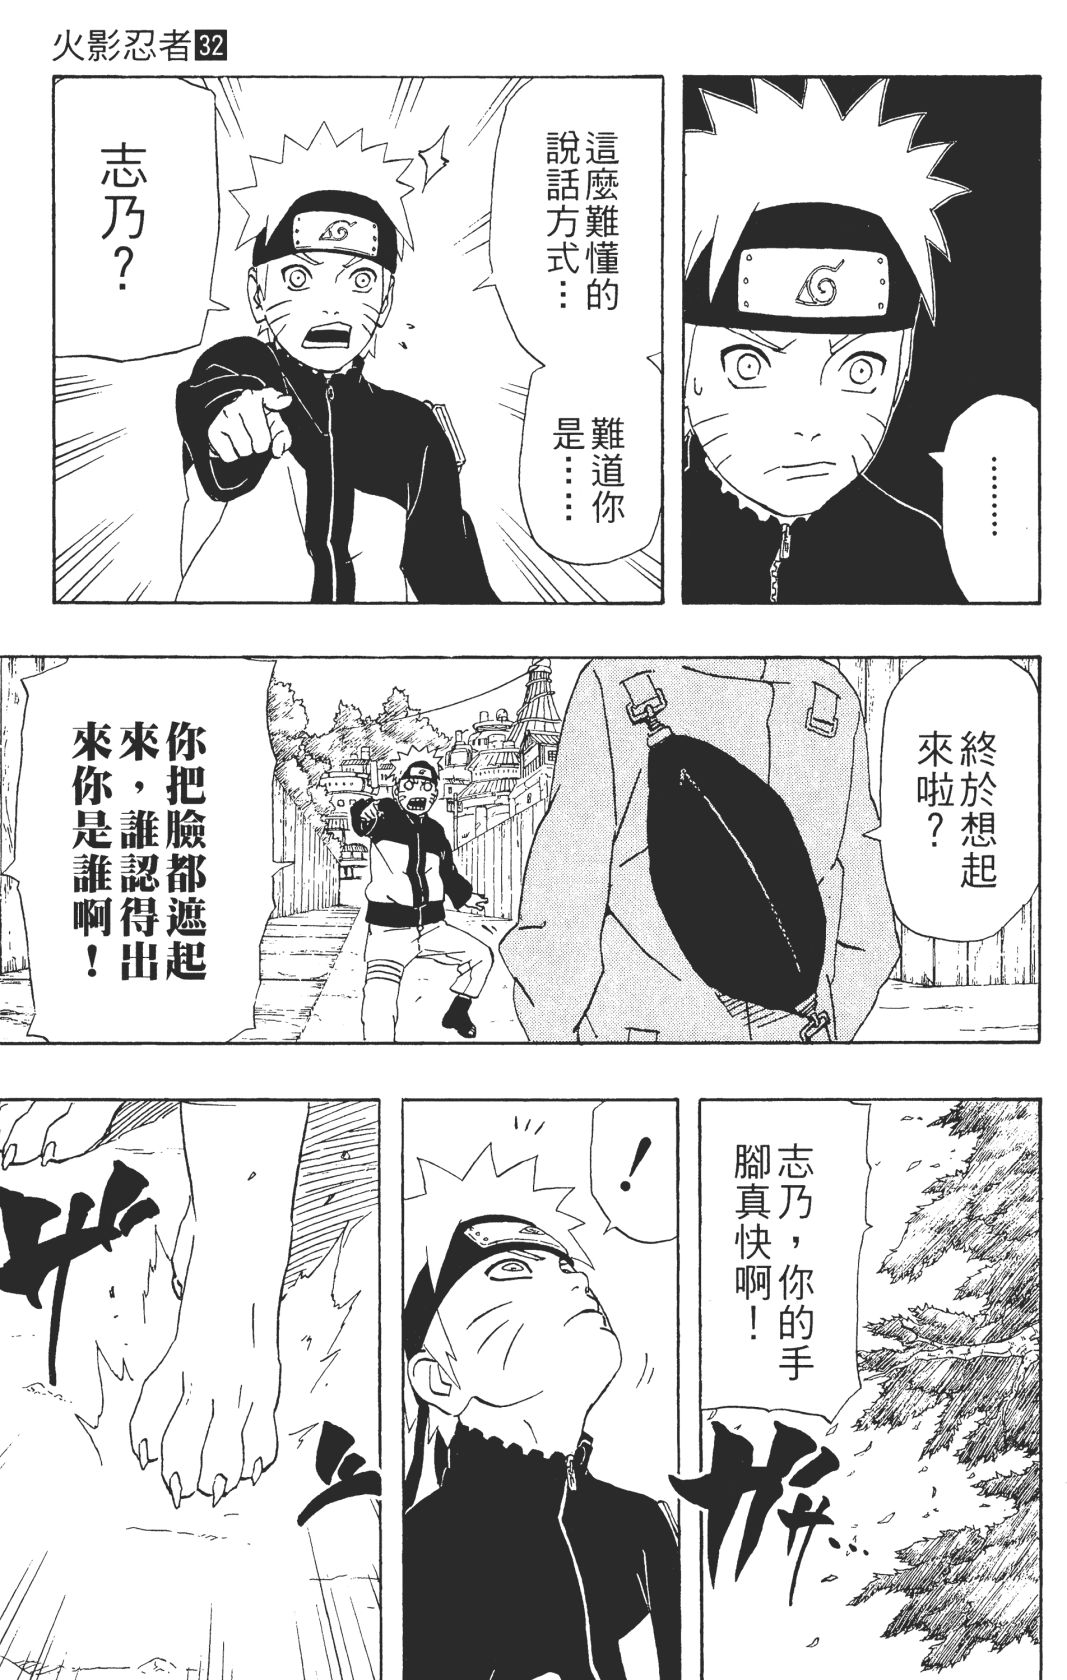 火影忍者32
………
這麼難懂的
說話方式…
難道你
是……
志乃？
終於想起
來啦？
你把臉都遮起
來，誰認得出
來你是誰啊！
志乃，你的手
腳真快啊！
ザザ…
！
ザ
ザ